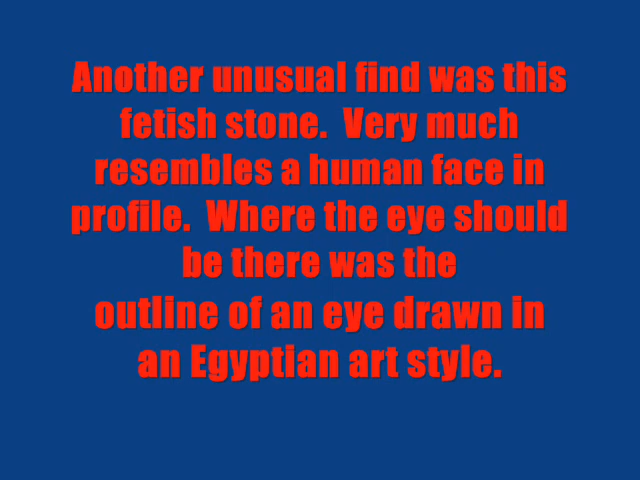 Another unusual find was this
fetish stone.  Very much
resembles a human face in
profile.  Where the eye should
be there was the
outline of an eye drawn in
an Egyptian art style.